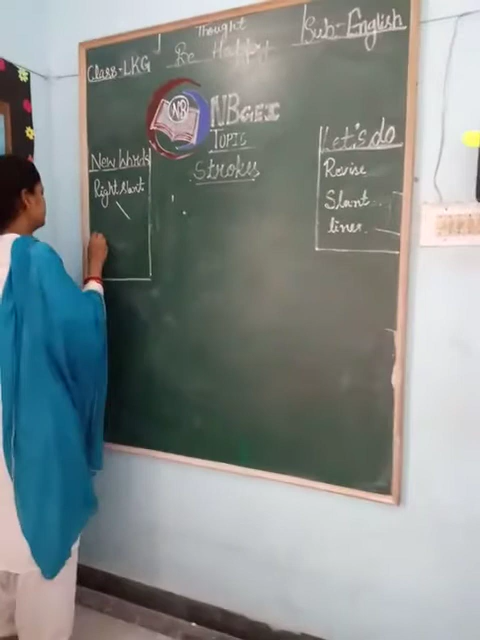 Thought
Class-LKG
Be Happy
Sub-English
NB
NBGEI
TOPIC
Strokes
New Words
Right slant
Let's do
Revise
Slant
lines.